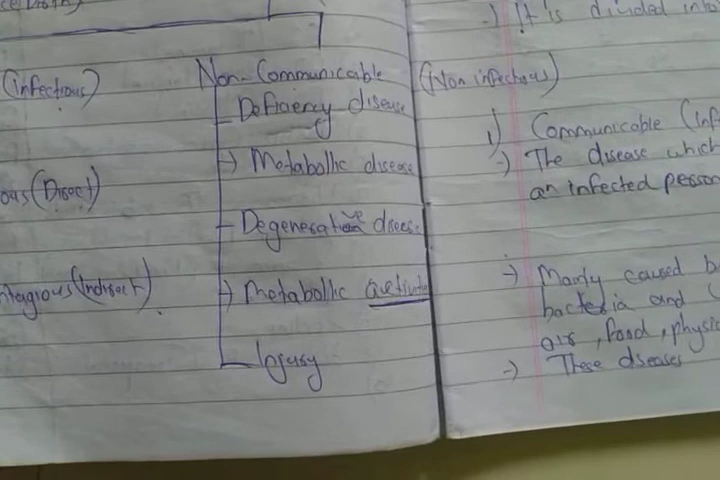 (infectious)
Non-Communicable (Non infectious)
Deficiency disease
-) Metabollic disease
ous (Direct)
Degenerative disease
ntagious (Indirect)
-) Metabollic activity
Injury
-) It is divided into
1) Communicable (inf
-) The disease which
an infected person
-) Mainly caused b
bacteria and
air, food, physic
-) These diseases